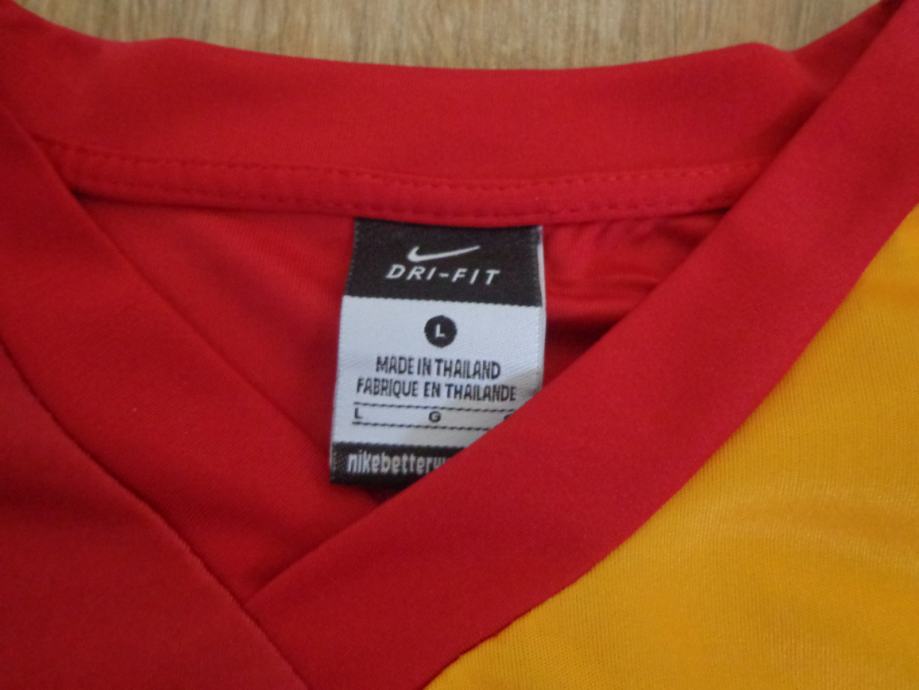 DRI-FIT
L
MADE IN THAILAND
FABRIQUE EN THAILANDE
L G